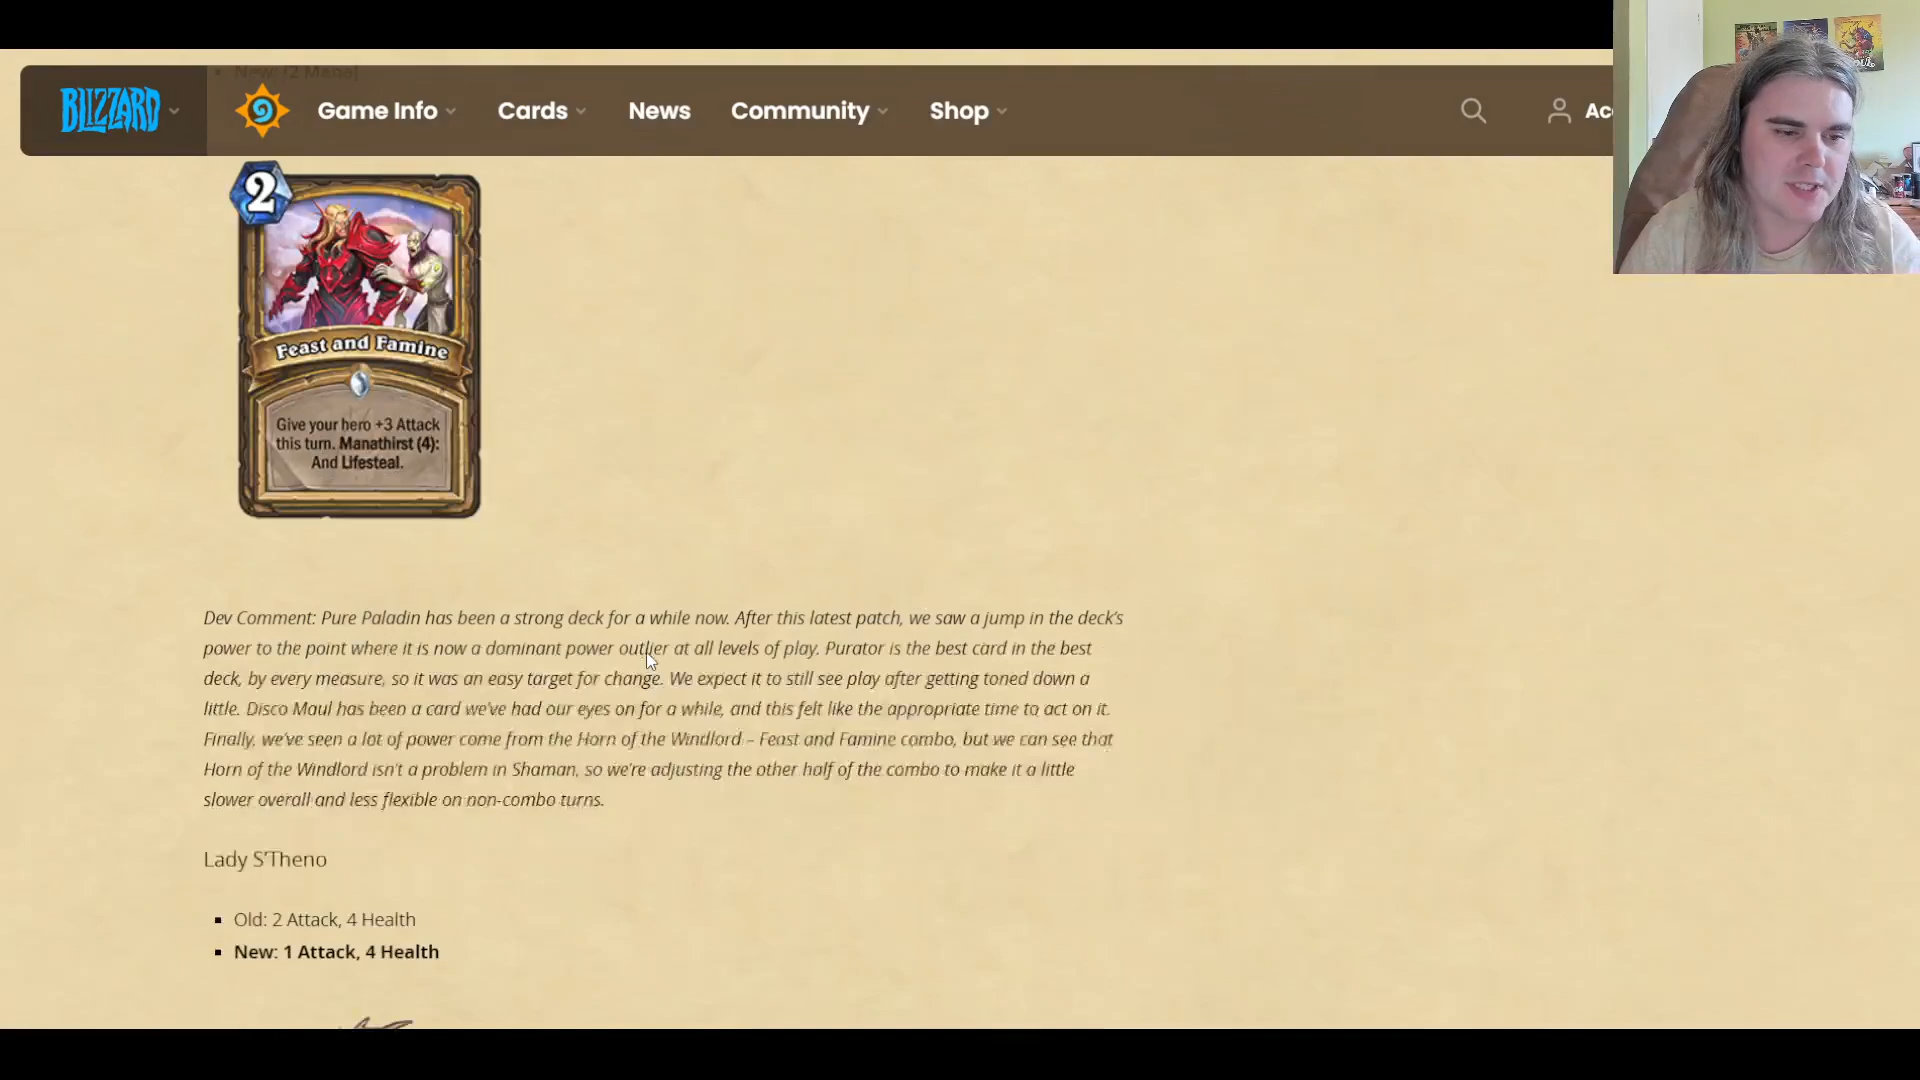 New: [2 Mana]
BLIZZARD
Game Info
Cards
News
Community
Shop
Acc
2
Feast and Famine
Give your hero +3 Attack
this turn. Manathirst (4):
And Lifesteal.
Dev Comment: Pure Paladin has been a strong deck for a while now. After this latest patch, we saw a jump in the deck's
power to the point where it is now a dominant power outlier at all levels of play. Purator is the best card in the best
deck, by every measure, so it was an easy target for change. We expect it to still see play after getting toned down a
little. Disco Maul has been a card we've had our eyes on for a while, and this felt like the appropriate time to act on it.
Finally, we've seen a lot of power come from the Horn of the Windlord – Feast and Famine combo, but we can see that
Horn of the Windlord isn't a problem in Shaman, so we're adjusting the other half of the combo to make it a little
slower overall and less flexible on non-combo turns.
Lady S'Theno
Old: 2 Attack, 4 Health
New: 1 Attack, 4 Health